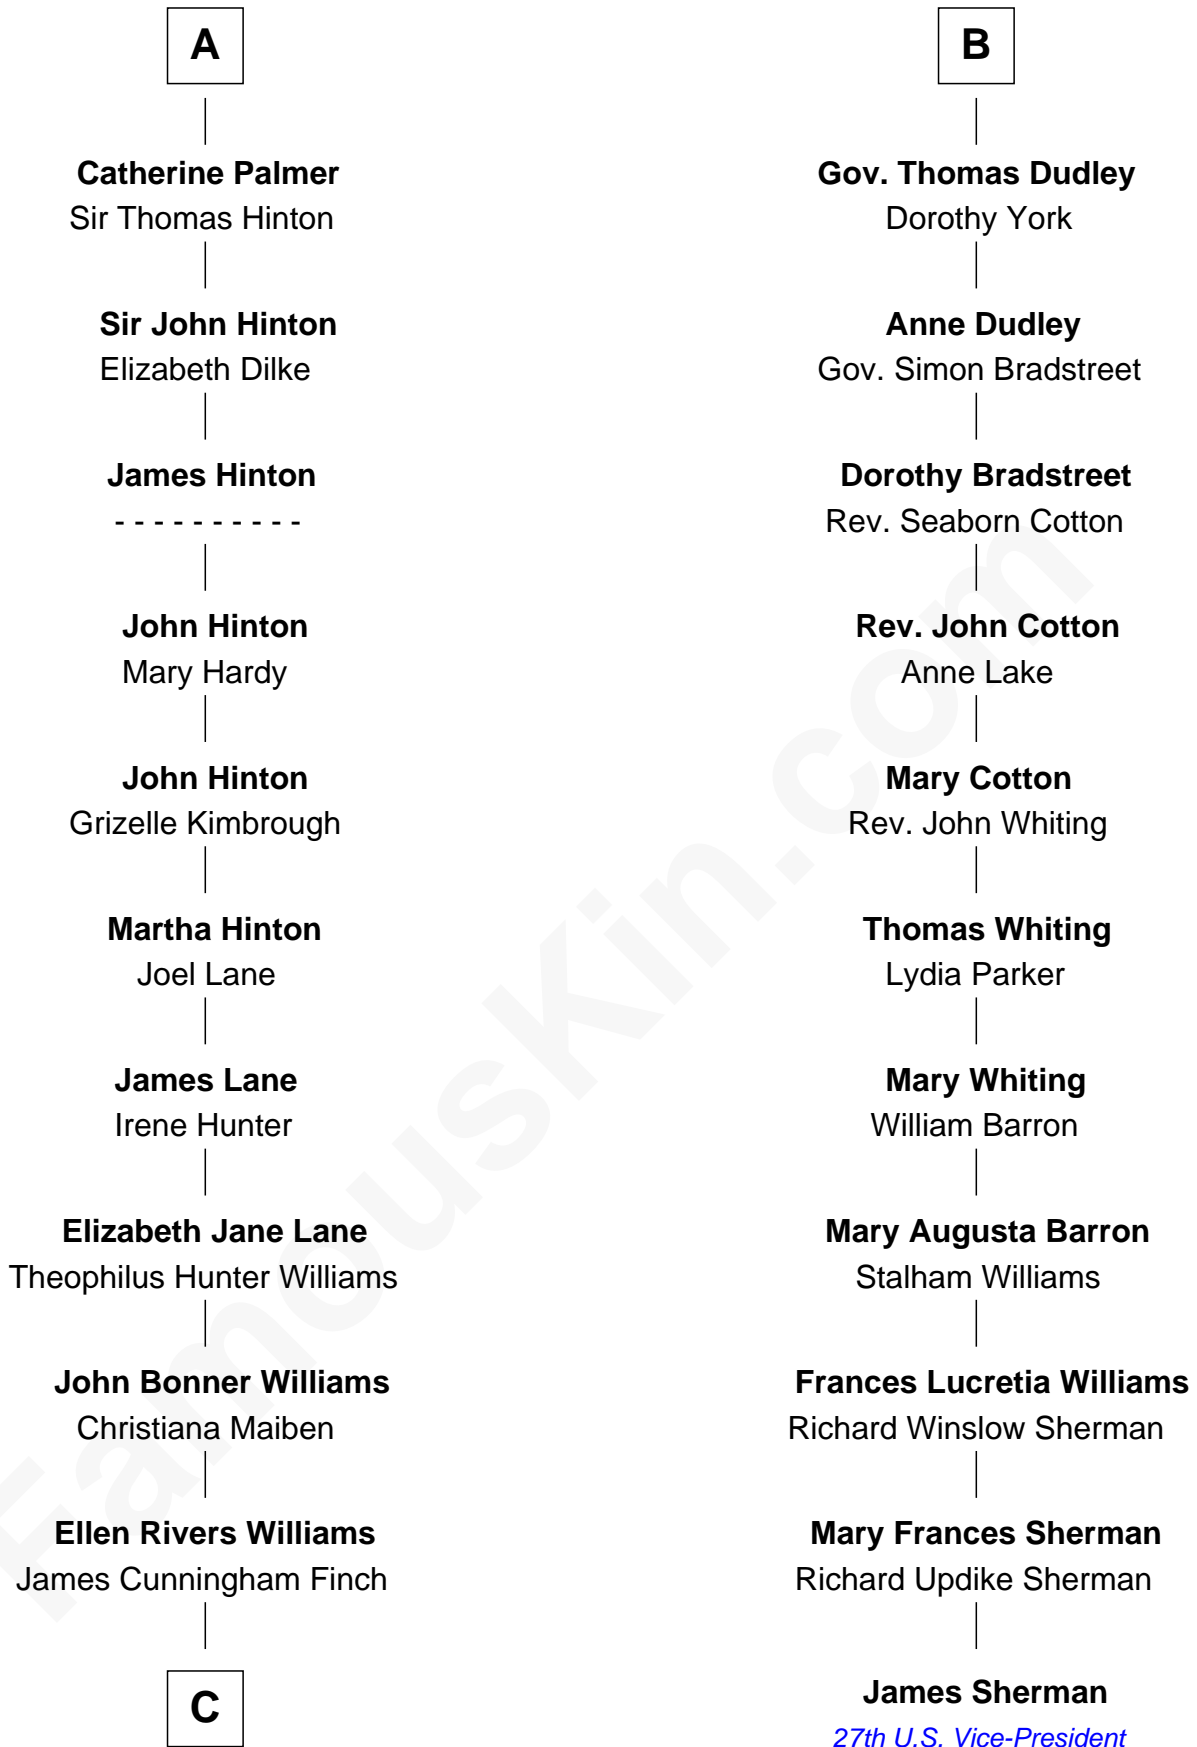 A
Catherine Palmer
Sir Thomas Hinton
Sir John Hinton
Elizabeth Dilke
James Hinton
- - - - - - - - - -
John Hinton
Mary Hardy
John Hinton
Grizelle Kimbrough
Martha Hinton
Joel Lane
James Lane
Irene Hunter
Elizabeth Jane Lane
Theophilus Hunter Williams
John Bonner Williams
Christiana Maiben
Ellen Rivers Williams
James Cunningham Finch
C
B
Gov. Thomas Dudley
Dorothy York
Anne Dudley
Gov. Simon Bradstreet
Dorothy Bradstreet
Rev. Seaborn Cotton
Rev. John Cotton
Anne Lake
Mary Cotton
Rev. John Whiting
Thomas Whiting
Lydia Parker
Mary Whiting
William Barron
Mary Augusta Barron
Stalham Williams
Frances Lucretia Williams
Richard Winslow Sherman
Mary Frances Sherman
Richard Updike Sherman
James Sherman
27th U.S. Vice-President
FamousKin.com